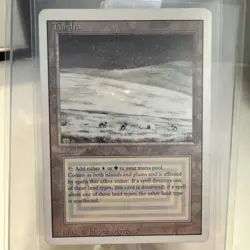 Tundra
: Add either or to your mana pool.
Counts as both islands and plains and is affected
by spells that affect either. If a spell destroys one
of these land types, this card is destroyed; if a spell
alters one of these land types, the other land type
is unaffected.
Illus.